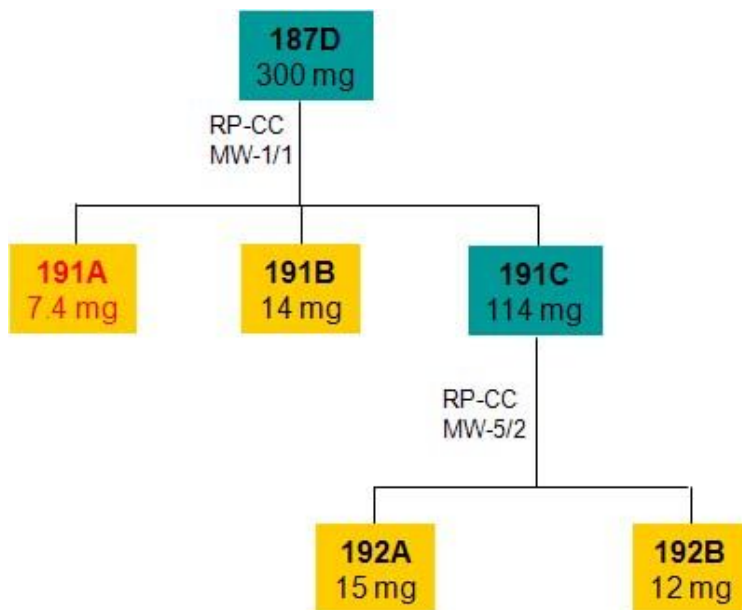 187D
300 mg
RP-CC
MW-1/1
191A
7.4 mg
191B
14 mg
191C
114 mg
RP-CC
MW-5/2
192A
15 mg
192B
12 mg